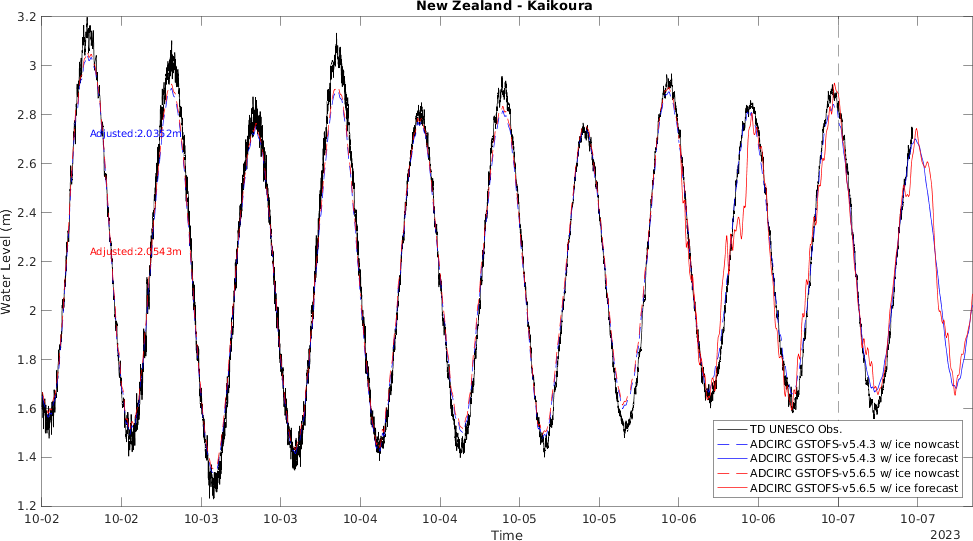 New Zealand - Kaikoura
3.2
3
2.8
2.6
2.4
2.2
2
1.8
1.6
1.4
1.2
Water Level (m)
Adjusted:2.0352m
Adjusted:2.0543m
TD UNESCO Obs.
ADCIRC GSTOFS-v5.4.3 w/ ice nowcast
ADCIRC GSTOFS-v5.4.3 w/ ice forecast
ADCIRC GSTOFS-v5.6.5 w/ ice nowcast
ADCIRC GSTOFS-v5.6.5 w/ ice forecast
10-02 10-02 10-03 10-03 10-04 10-04 10-05 10-05 10-06 10-06 10-07 10-07
Time
2023